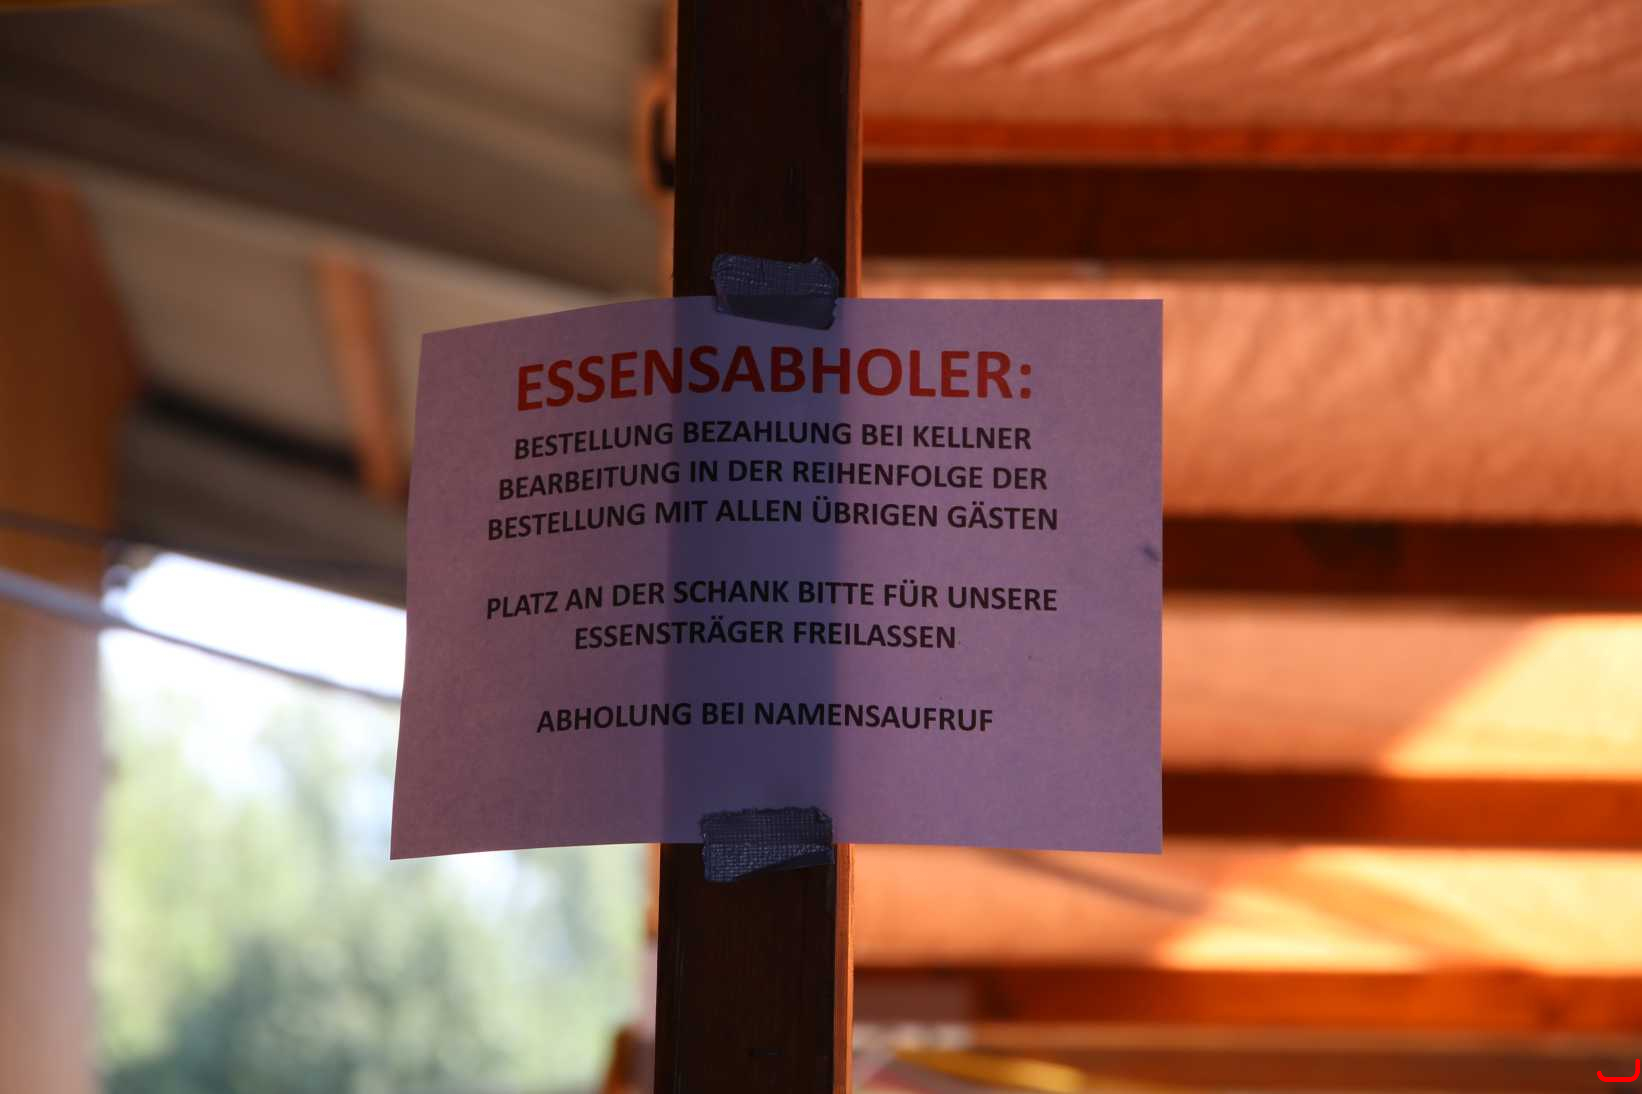 ESSENSABHOLER:
BESTELLUNG BEZAHLUNG BEI KELLNER
BEARBEITUNG IN DER REIHENFOLGE DER
BESTELLUNG MIT ALLEN ÜBRIGEN GÄSTEN
PLATZ AN DER SCHANK BITTE FÜR UNSERE
ESSENSTRÄGER FREILASSEN
ABHOLUNG BEI NAMENSAUFRUF